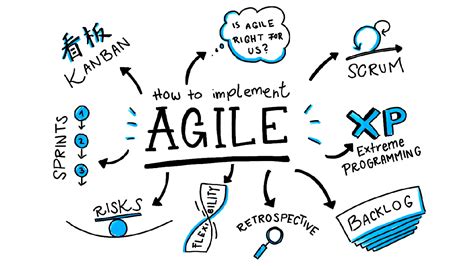 看板
KANBAN
IS AGILE
RIGHT FOR
US?
SCRUM
How to implement
AGILE
SPRINTS
1
2
3
XP
Extreme
PROGRAMMING
RISKS
FLEXIBILITY
RETROSPECTIVE
BACKLOG